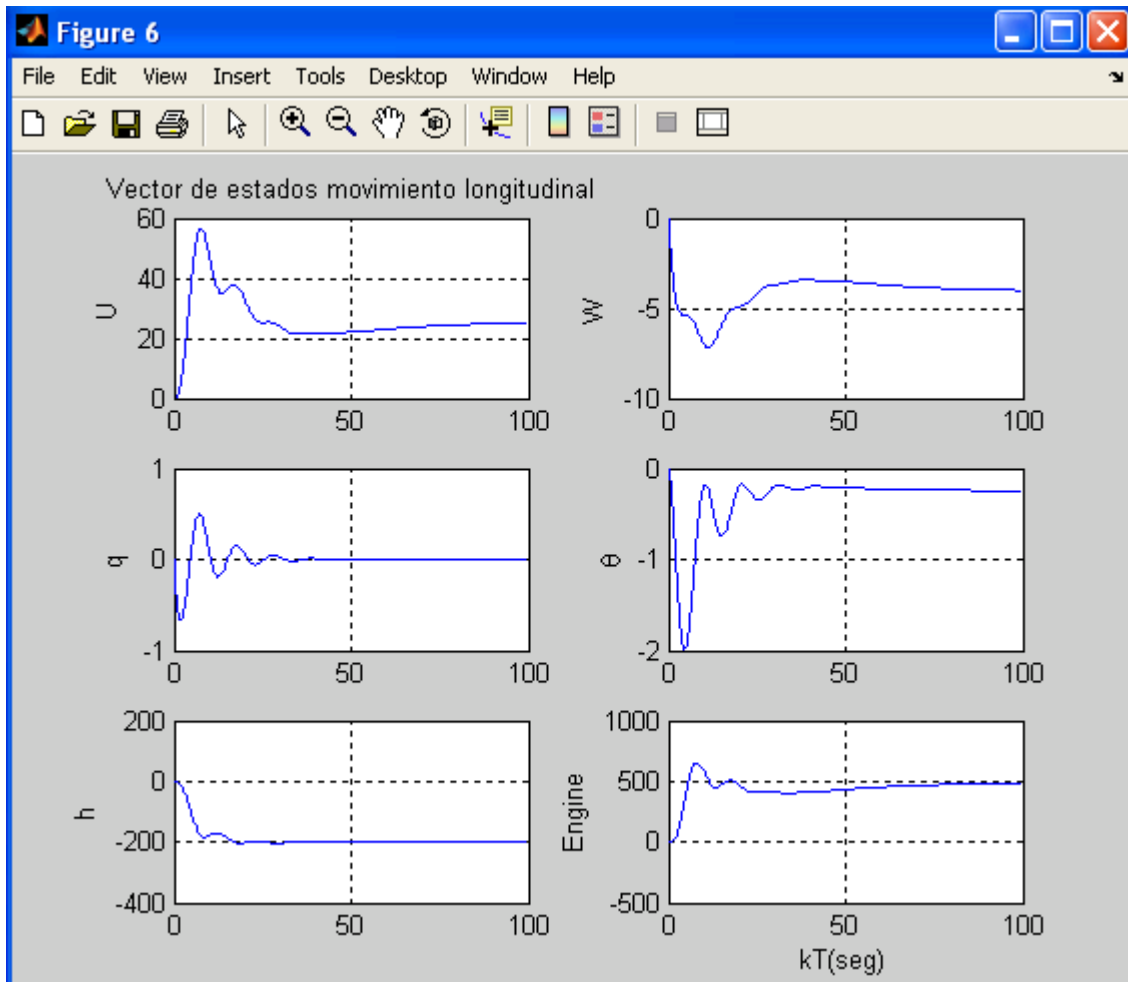 Figure 6
File Edit View Insert Tools Desktop Window Help
Vector de estados movimiento longitudinal
60
40
20
0
U
0 50 100
0
-5
-10
W
0 50 100
1
0
-1
q
0 50 100
0
-1
-2
θ
0 50 100
200
0
-200
-400
h
0 50 100
1000
500
0
-500
Engine
0 50 100
kT(seg)